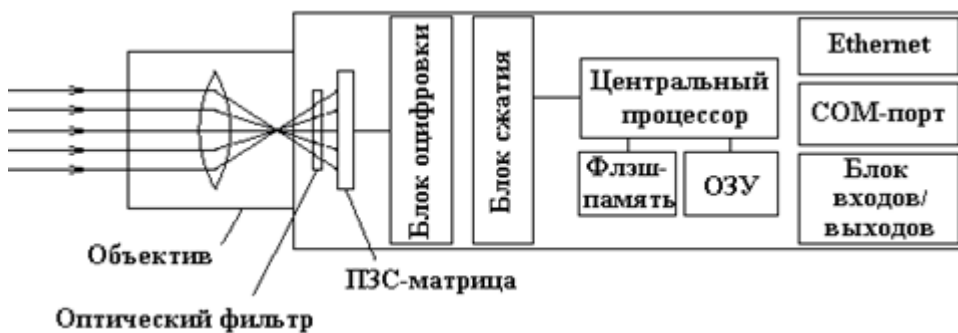 Блок оцифровки
Блок сжатия
Центральный
процессор
Флэш-
память
ОЗУ
Ethernet
COM-порт
Блок
входов/
выходов
Объектив
ПЗС-матрица
Оптический фильтр